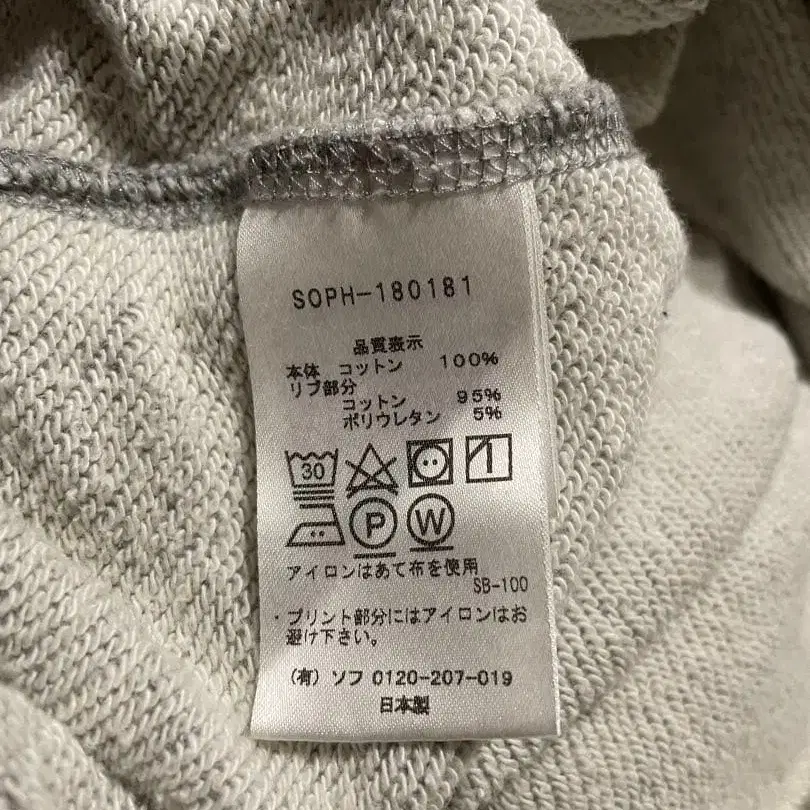 SOPH-180181
品質表示
本体 コットン 100%
リブ部分
コットン 95%
ポリウレタン 5%
30
P W
アイロンはあて布を使用
SB-100
・プリント部分にはアイロンはお
避け下さい。
(有) ソフ 0120-207-019
日本製